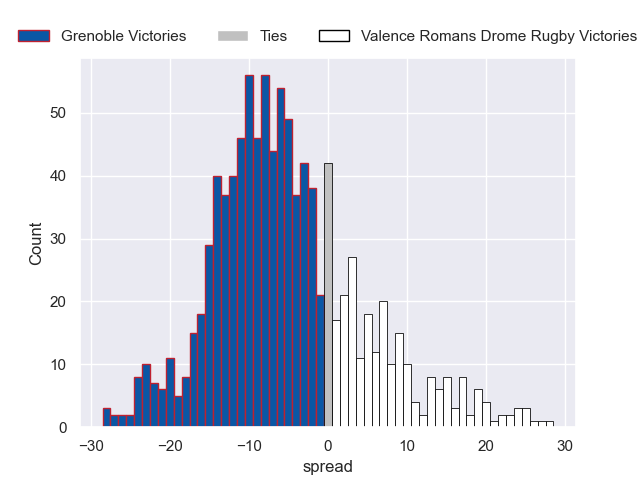 Grenoble Victories Ties Valence Romans Drome Rugby Victories
50
40
30
20
10
0
Count
−30 −20 −10 0 10 20 30
spread